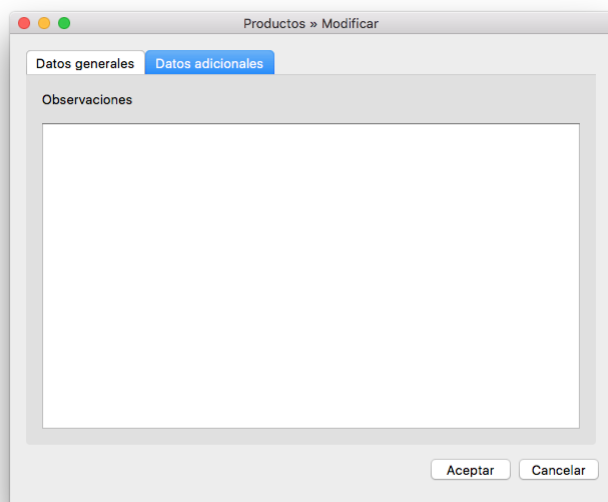 Productos » Modificar
Datos generales Datos adicionales
Observaciones
Aceptar Cancelar